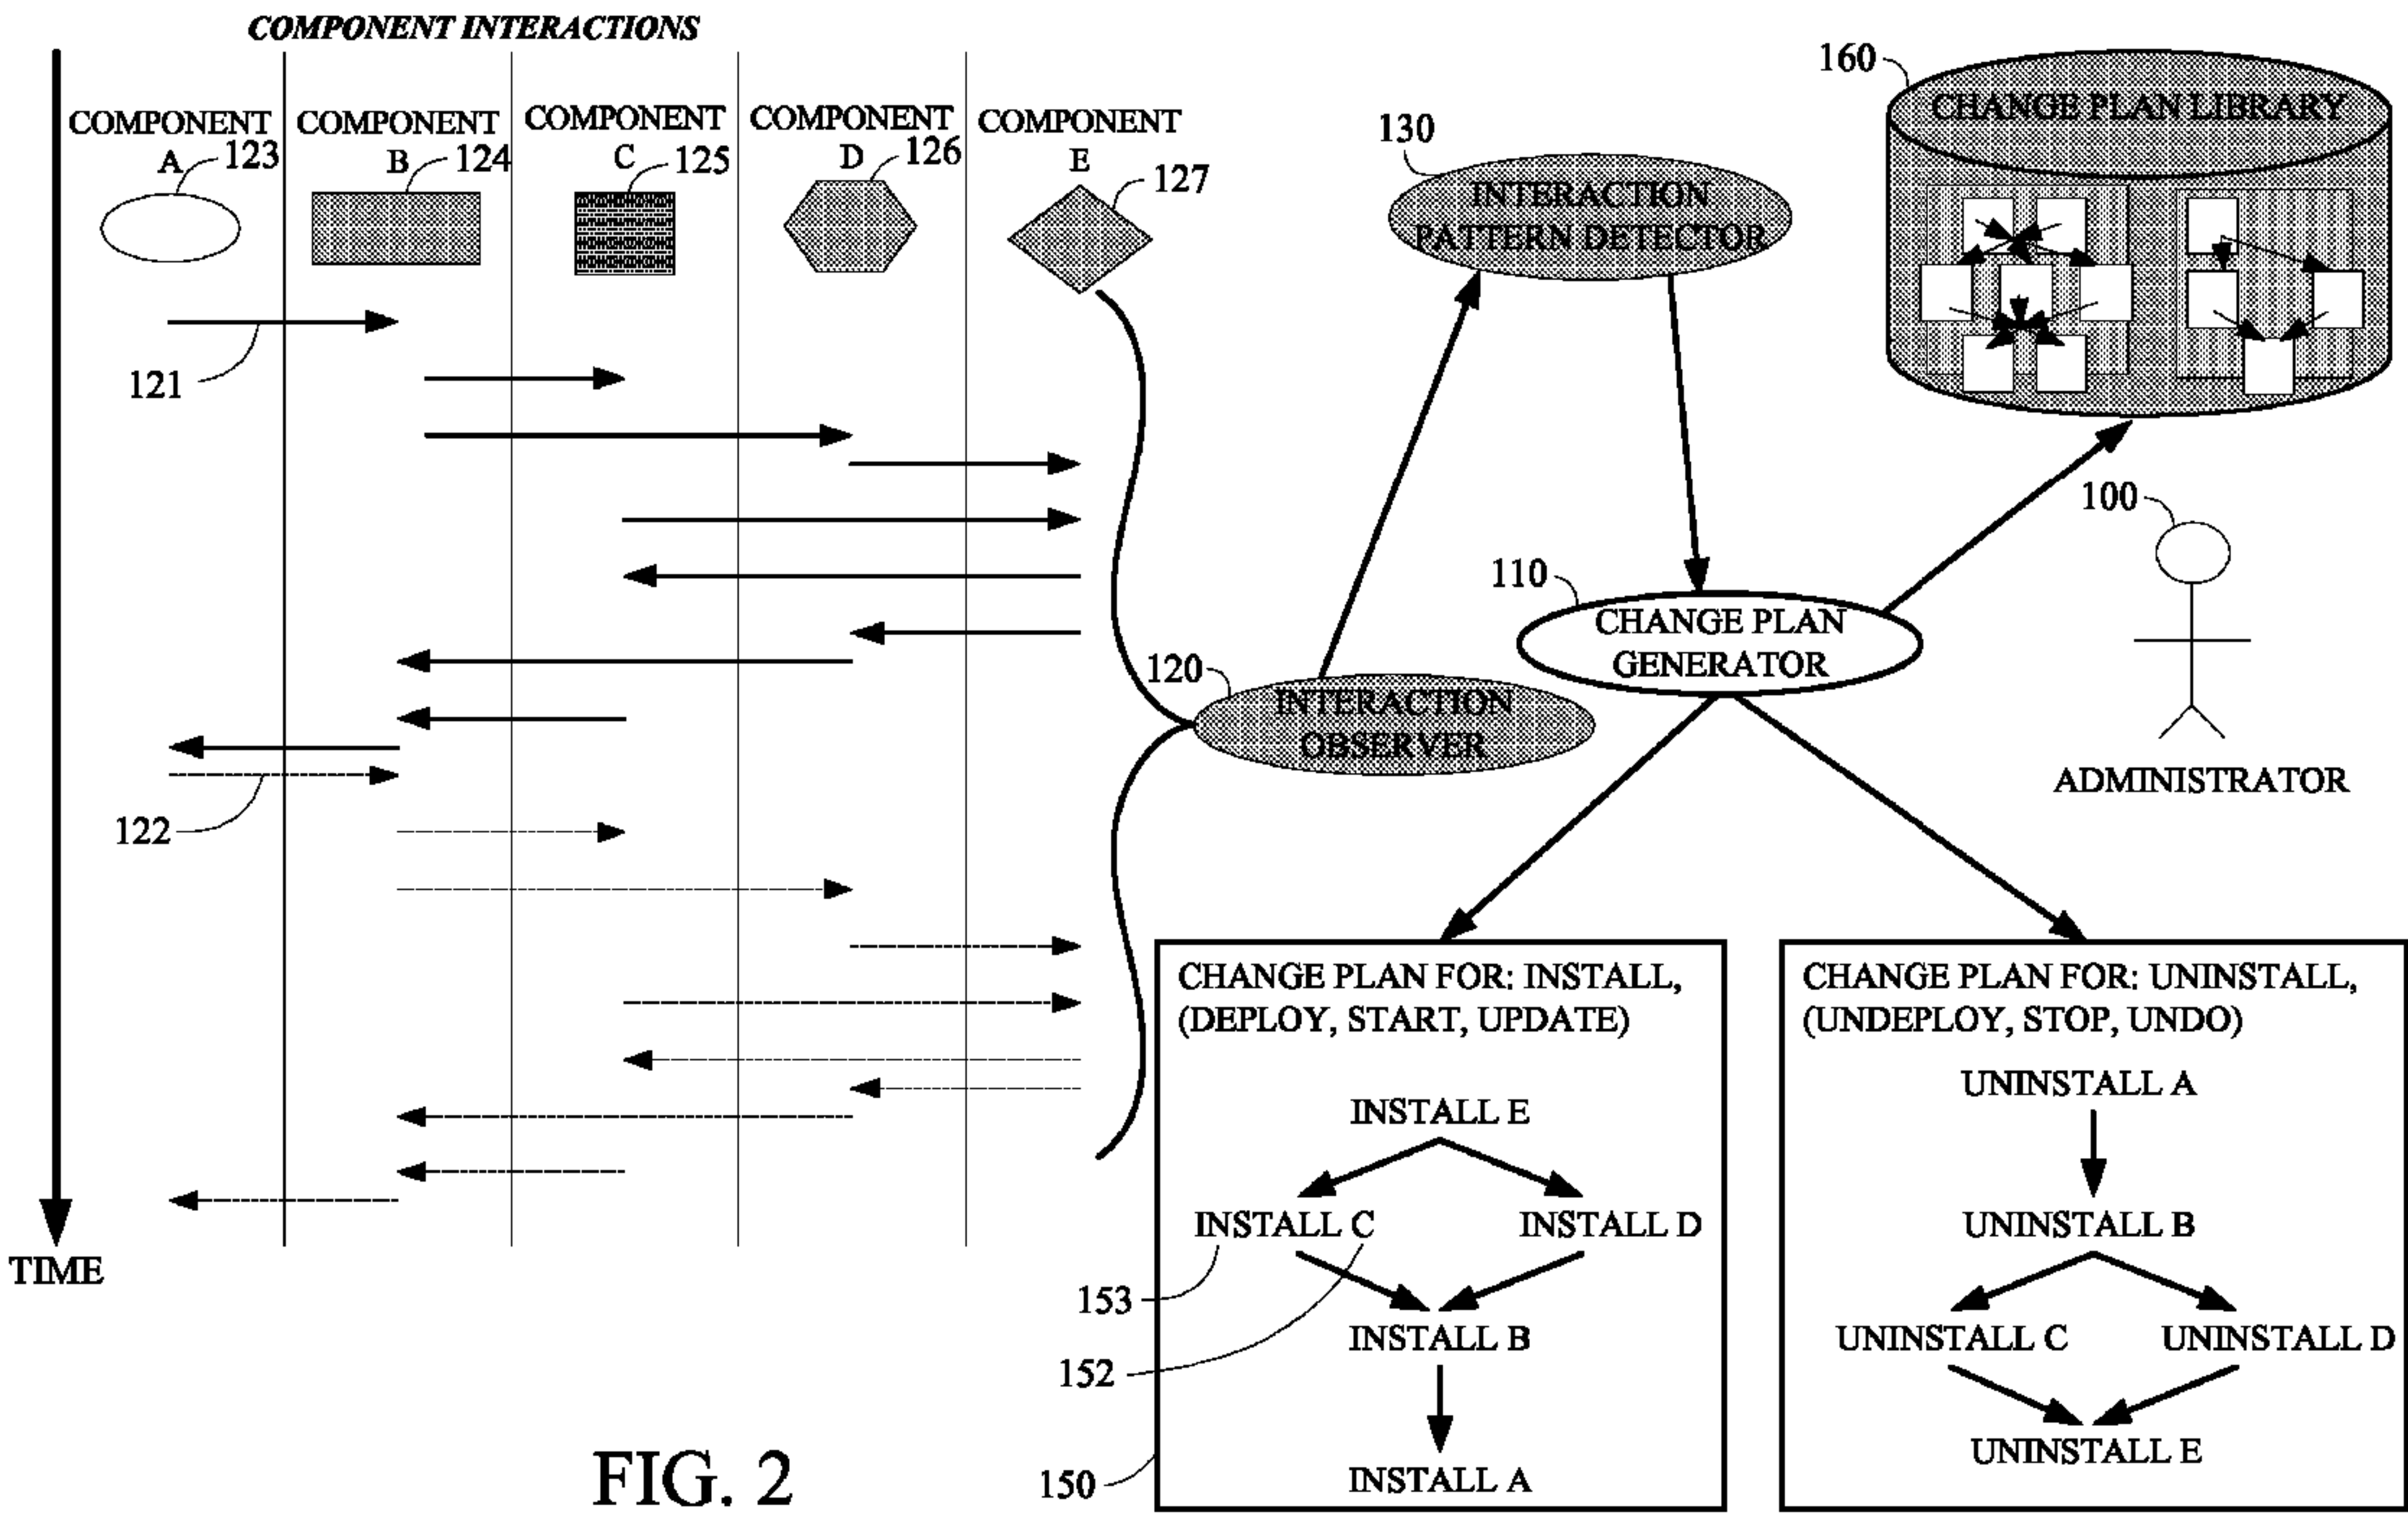 COMPONENT INTERACTIONS
COMPONENT
A
123
COMPONENT
B
124
COMPONENT
C
125
COMPONENT
D
126
COMPONENT
E
127
121
122
TIME
130
INTERACTION
PATTERN DETECTOR
160
CHANGE PLAN LIBRARY
100
ADMINISTRATOR
110
CHANGE PLAN
GENERATOR
120
INTERACTION
OBSERVER
CHANGE PLAN FOR: INSTALL,
(DEPLOY, START, UPDATE)
INSTALL E
INSTALL C
INSTALL D
153
INSTALL B
152
INSTALL A
150
CHANGE PLAN FOR: UNINSTALL,
(UNDEPLOY, STOP, UNDO)
UNINSTALL A
UNINSTALL B
UNINSTALL C
UNINSTALL D
UNINSTALL E
FIG. 2